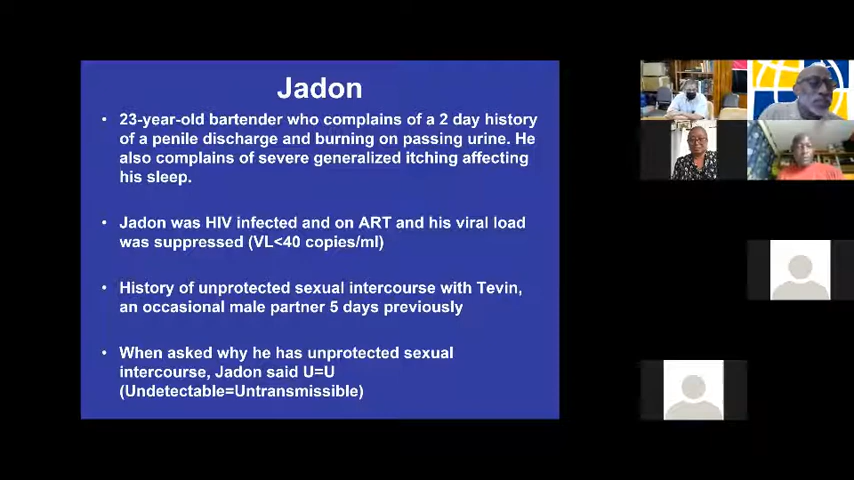 Jadon
• 23-year-old bartender who complains of a 2 day history
of a penile discharge and burning on passing urine. He
also complains of severe generalized itching affecting
his sleep.
• Jadon was HIV infected and on ART and his viral load
was suppressed (VL<40 copies/ml)
• History of unprotected sexual intercourse with Tevin,
an occasional male partner 5 days previously
• When asked why he has unprotected sexual
intercourse, Jadon said U=U
(Undetectable=Untransmissible)